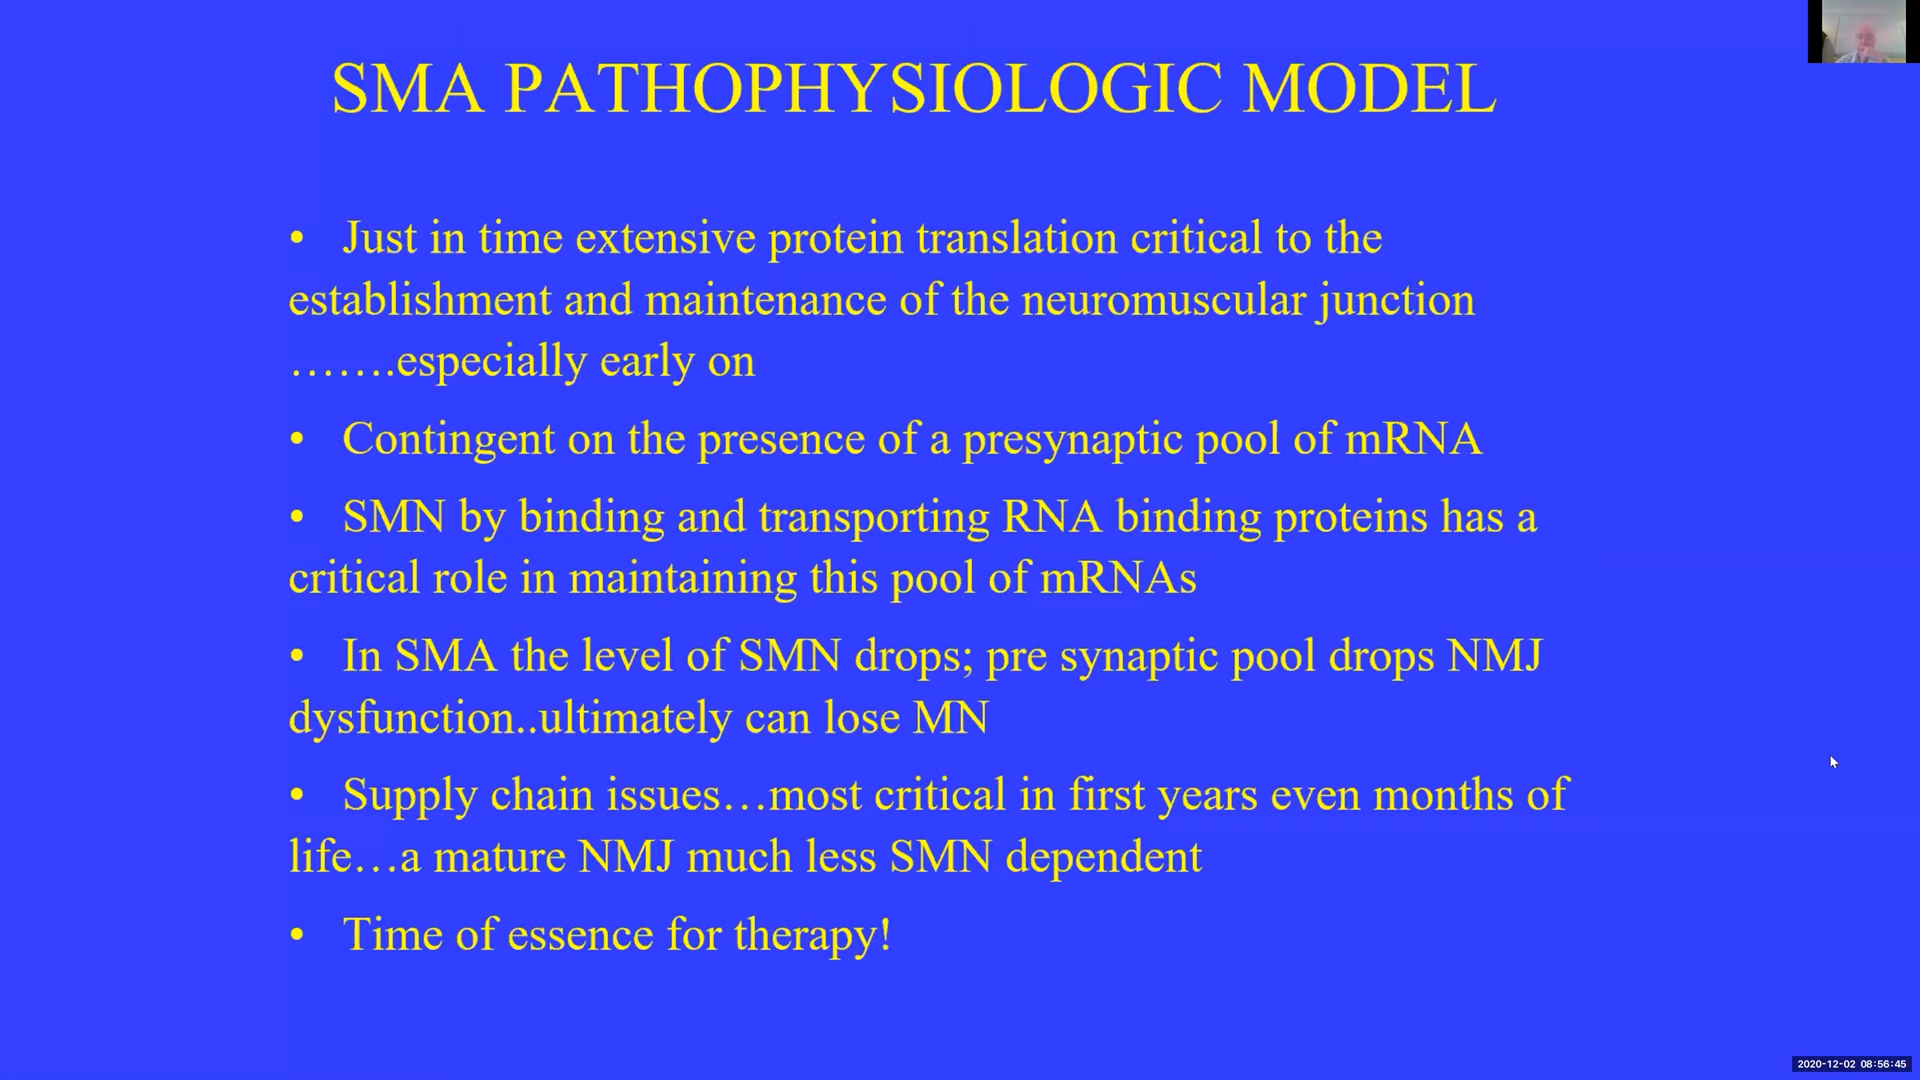 SMA PATHOPHYSIOLOGIC MODEL
• Just in time extensive protein translation critical to the
establishment and maintenance of the neuromuscular junction
…….especially early on
• Contingent on the presence of a presynaptic pool of mRNA
• SMN by binding and transporting RNA binding proteins has a
critical role in maintaining this pool of mRNAs
• In SMA the level of SMN drops; pre synaptic pool drops NMJ
dysfunction..ultimately can lose MN
• Supply chain issues…most critical in first years even months of
life…a mature NMJ much less SMN dependent
• Time of essence for therapy!
2020-12-02 08:56:45